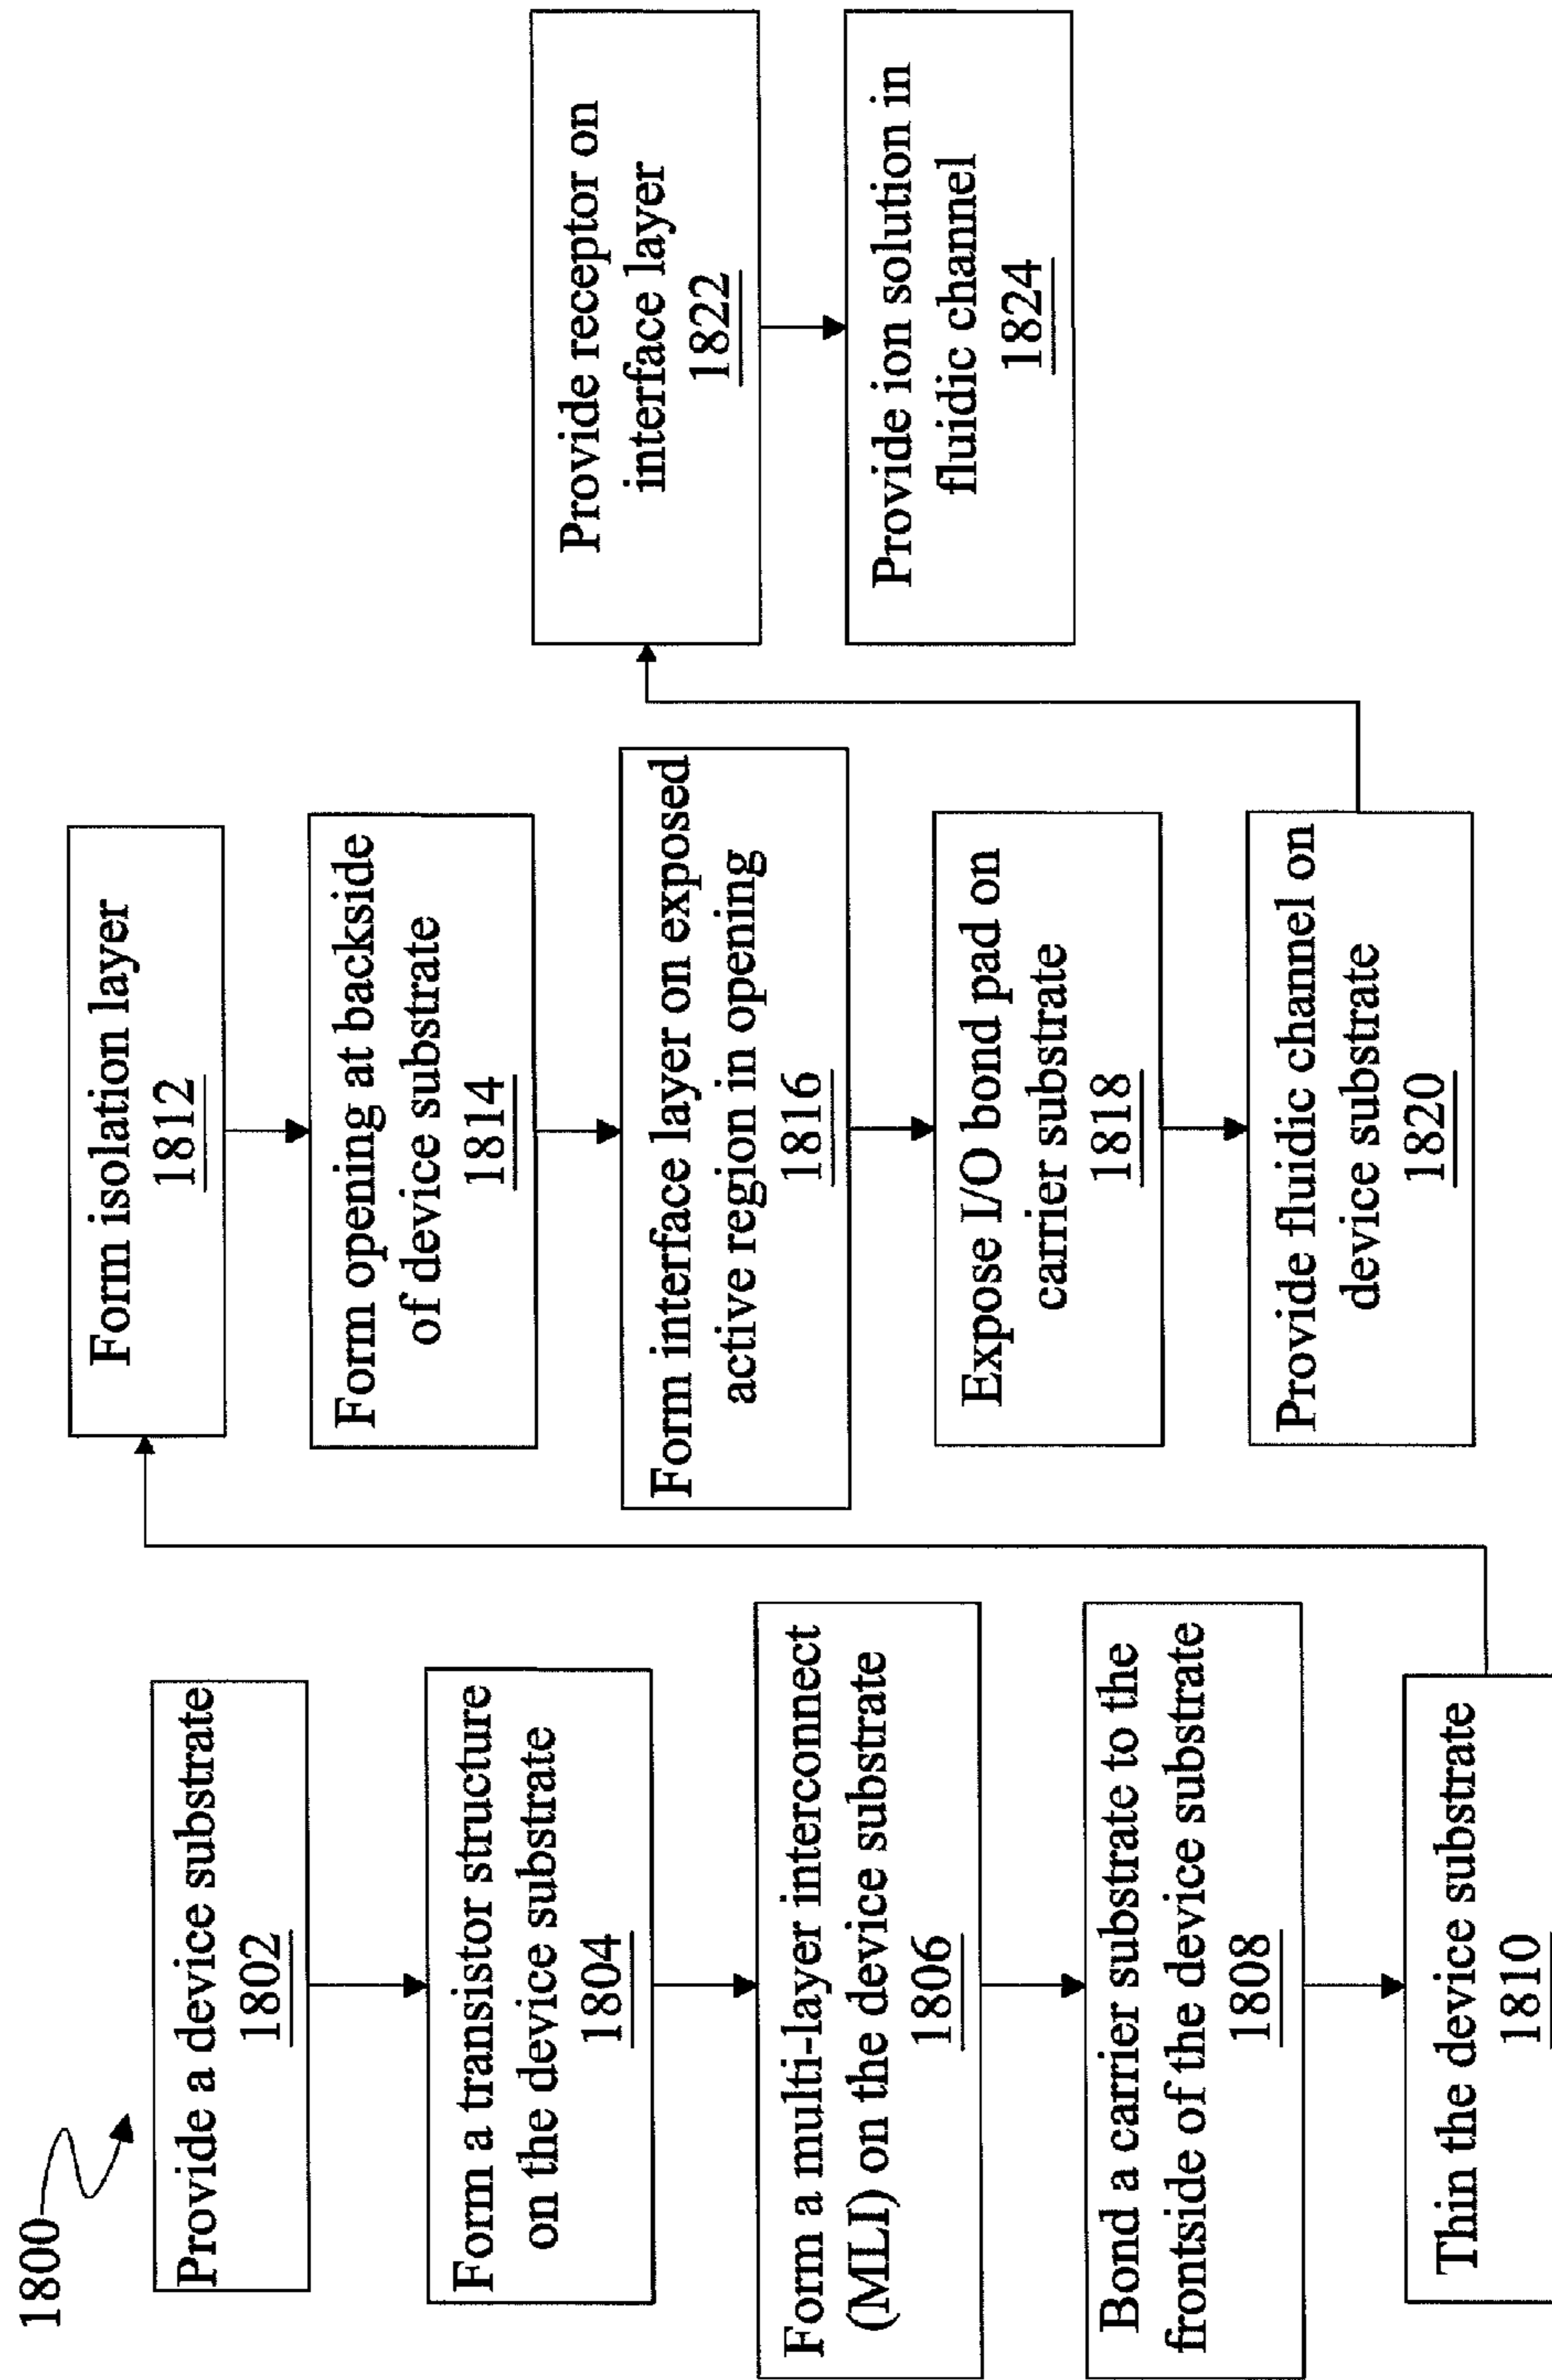 1800
Provide a device substrate
1802
Form a transistor structure
on the device substrate
1804
Form a multi-layer interconnect
(MLI) on the device substrate
1806
Bond a carrier substrate to the
frontside of the device substrate
1808
Thin the device substrate
1810
Form isolation layer
1812
Form opening at backside
of device substrate
1814
Form interface layer on exposed
active region in opening
1816
Expose I/O bond pad on
carrier substrate
1818
Provide fluidic channel on
device substrate
1820
Provide receptor on
interface layer
1822
Provide ion solution in
fluidic channel
1824